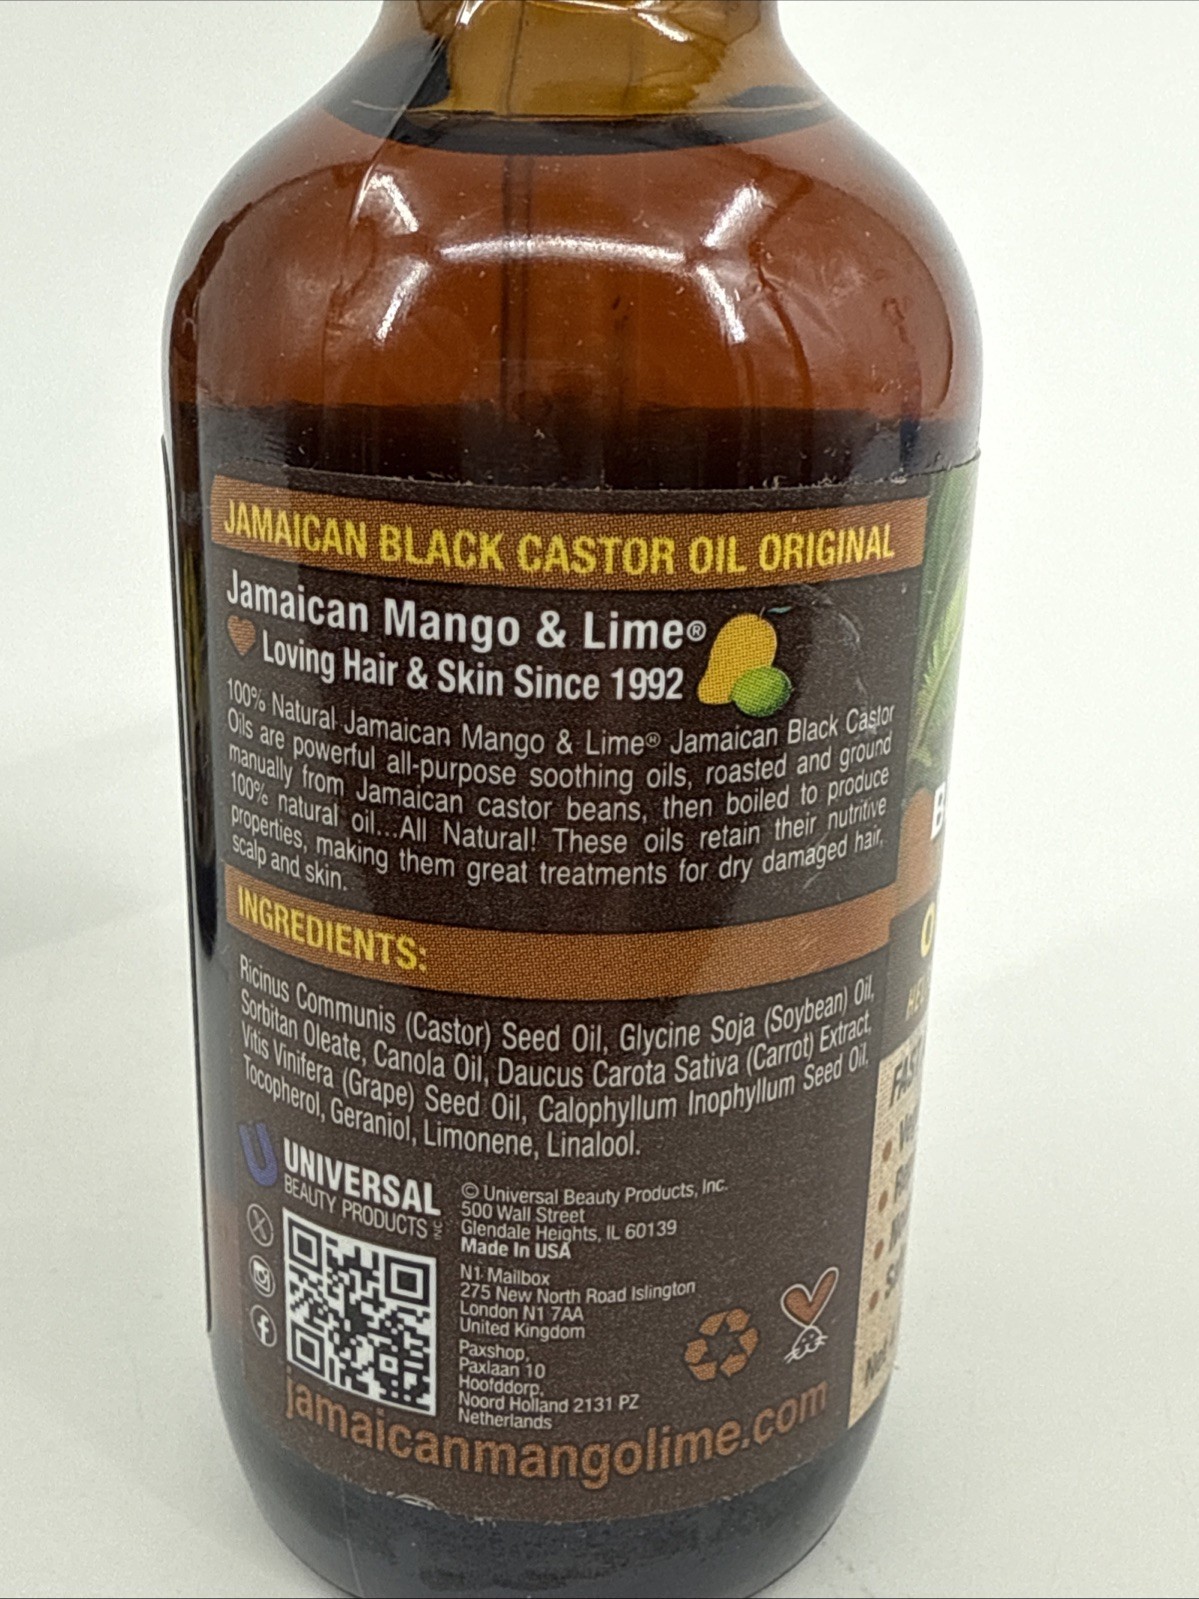 JAMAICAN BLACK CASTOR OIL ORIGINAL
Jamaican Mango & Lime®
Loving Hair & Skin Since 1992
100% Natural Jamaican Mango & Lime® Jamaican Black Castor
Oils are powerful all-purpose soothing oils, roasted and ground
manually from Jamaican castor beans, then boiled to produce
100% natural oil...All Natural! These oils retain their nutritive
properties, making them great treatments for dry damaged hair,
scalp and skin.
INGREDIENTS:
Ricinus Communis (Castor) Seed Oil, Glycine Soja (Soybean) Oil,
Sorbitan Oleate, Canola Oil, Daucus Carota Sativa (Carrot) Extract,
Vitis Vinifera (Grape) Seed Oil, Calophyllum Inophyllum Seed Oil,
Tocopherol, Geraniol, Limonene, Linalool.
UNIVERSAL
BEAUTY PRODUCTS INC
© Universal Beauty Products, Inc.
500 Wall Street
Glendale Heights, IL 60139
Made In USA
N1 Mailbox
275 New North Road Islington
London N1 7AA
United Kingdom
Paxshop,
Paxlaan 10
Hoofddorp,
Noord Holland 2131 PZ
Netherlands
jamaicanmangolime.com